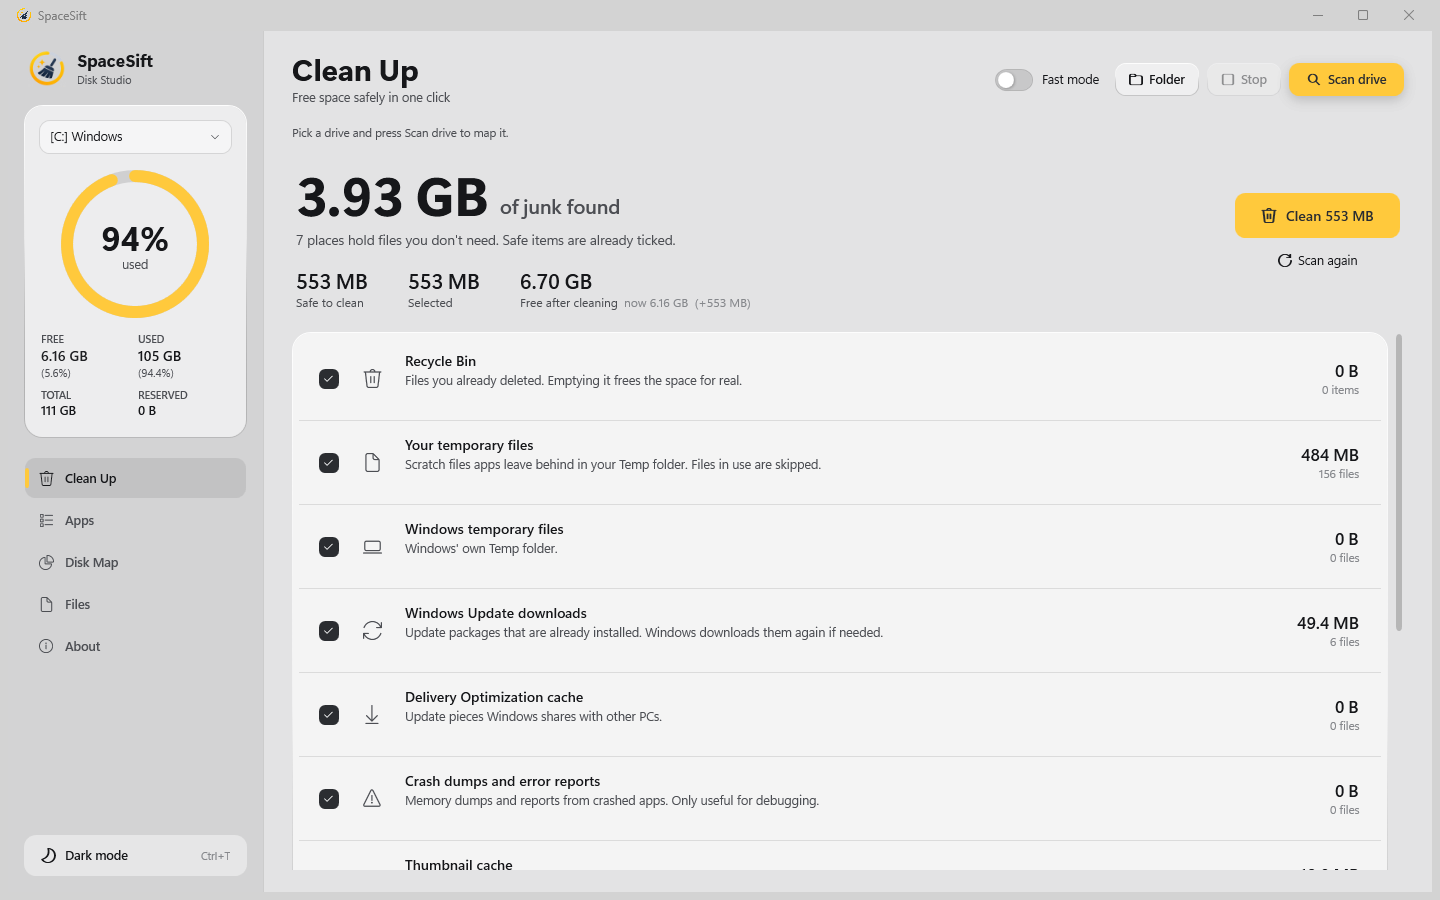 SpaceSift
SpaceSift
Disk Studio
[C:] Windows
94%
used
FREE
6.16 GB
(5.6%)
USED
105 GB
(94.4%)
TOTAL
111 GB
RESERVED
0 B
Clean Up
Apps
Disk Map
Files
About
Dark mode
Ctrl+T
Clean Up
Free space safely in one click
Fast mode
Folder
Stop
Scan drive
Pick a drive and press Scan drive to map it.
3.93 GB of junk found
7 places hold files you don't need. Safe items are already ticked.
Clean 553 MB
Scan again
553 MB
Safe to clean
553 MB
Selected
6.70 GB
Free after cleaning now 6.16 GB (+553 MB)
Recycle Bin
Files you already deleted. Emptying it frees the space for real.
0 B
0 items
Your temporary files
Scratch files apps leave behind in your Temp folder. Files in use are skipped.
484 MB
156 files
Windows temporary files
Windows' own Temp folder.
0 B
0 files
Windows Update downloads
Update packages that are already installed. Windows downloads them again if needed.
49.4 MB
6 files
Delivery Optimization cache
Update pieces Windows shares with other PCs.
0 B
0 files
Crash dumps and error reports
Memory dumps and reports from crashed apps. Only useful for debugging.
0 B
0 files
Thumbnail cache